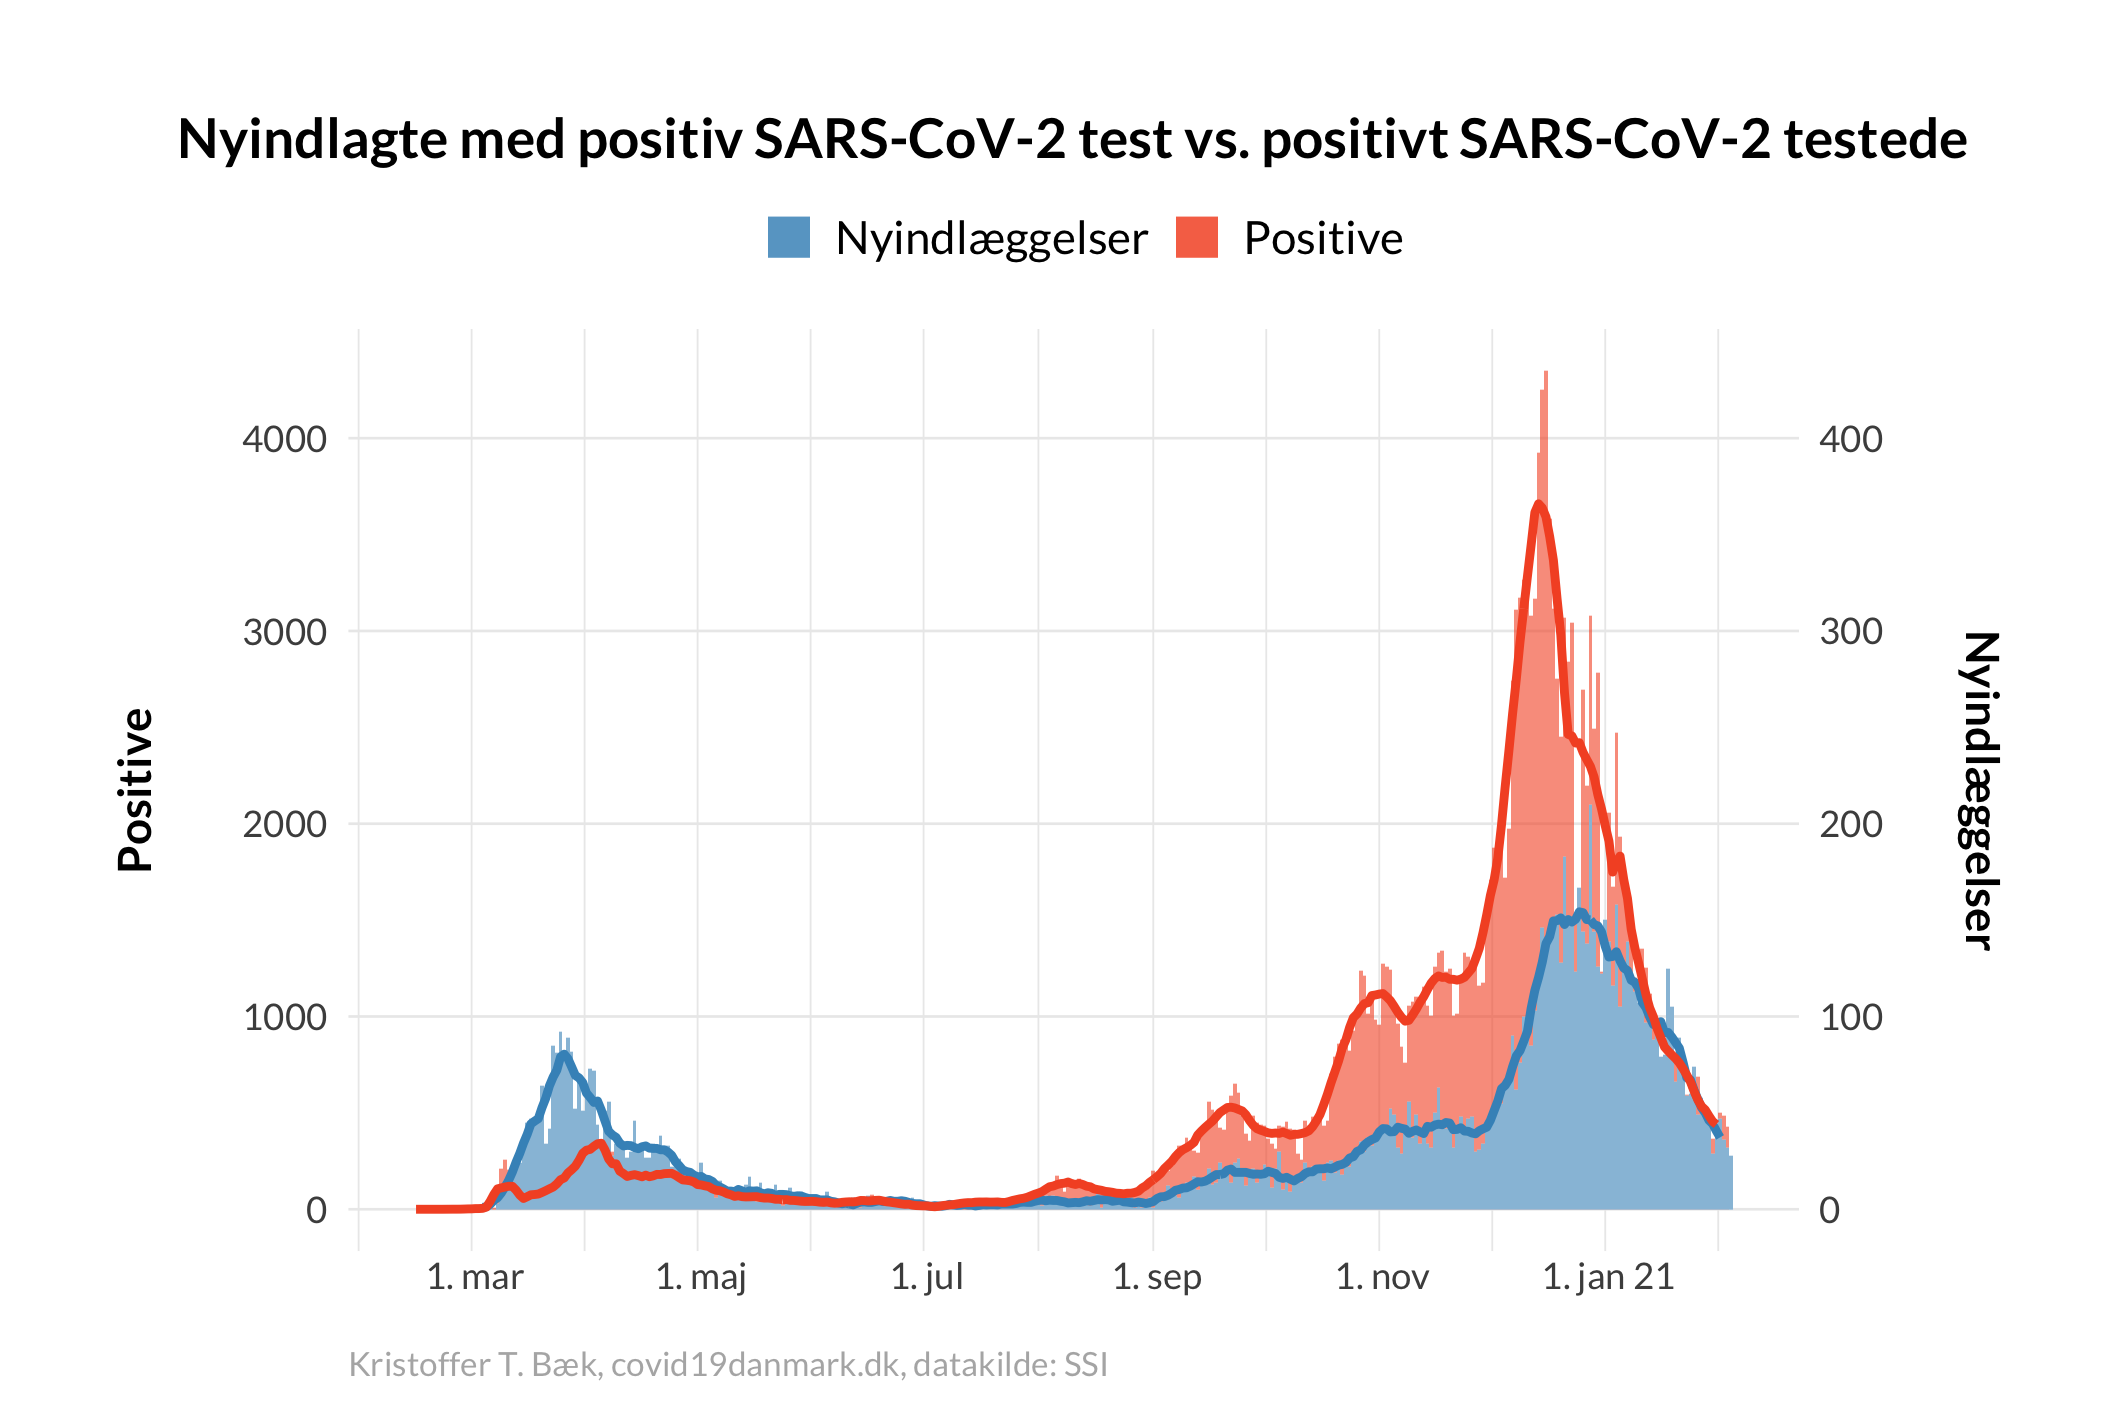 Nyindlagte med positiv SARS-CoV-2 test vs. positivt SARS-CoV-2 testede
Nyindlæggelser Positive
Positive
4000
3000
2000
1000
0
400
300
200
100
0
Nyindlæggelser
1. mar 1. maj 1. jul 1. sep 1. nov 1. jan 21
Kristoffer T. Bæk, covid19danmark.dk, datakilde: SSI